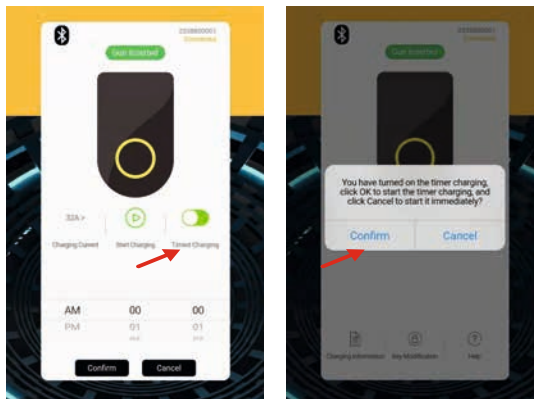 Gun Inserted
32A >
Charging Current
Start Charging
Timed Charging
AM 00 00
PM 01 01
Confirm Cancel
Gun Inserted
You have turned on the timer charging,
click OK to start the timer charging, and
click Cancel to start it immediately?
Confirm Cancel
Charging Information
Key Modification
Help